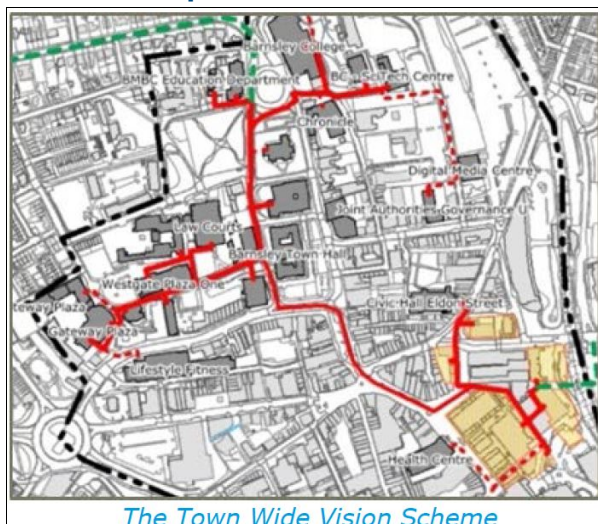 Barnsley College
BMBC Education Department
BC - SciTech Centre
Chronicle
Digital Media Centre
Joint Authorities Governance U
Law Courts
Barnsley Town Hall
Westgate Plaza One
teway Plaza
Civic Hall Eldon Street
Gateway Plaza
Lifestyle Fitness
Health Centre
The Town Wide Vision Scheme